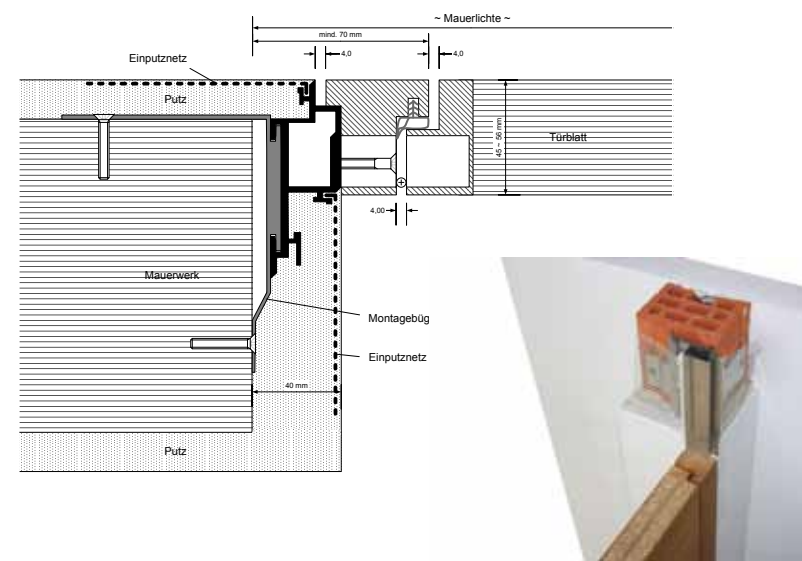 ~ Mauerlichte ~
mind. 70 mm
4,0
4,0
Einputznetz
Putz
45 ~ 56 mm
Türblatt
4,00
Mauerwerk
Montagebüg
Einputznetz
40 mm
Putz